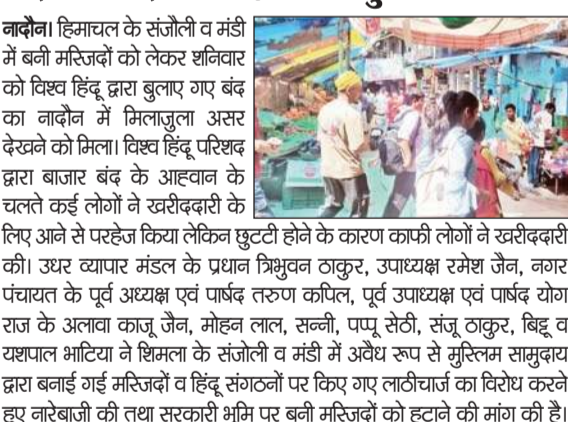 नादौन। हिमाचल के संजौली व मंडी
में बनी मस्जिदों को लेकर शनिवार
को विश्व हिंदू द्वारा बुलाए गए बंद
का नादौन में मिलाजुला असर
देखने को मिला। विश्व हिंदू परिशद
द्वारा बाजार बंद के आह्वान के
चलते कई लोगों ने खरीददारी के
लिए आने से परहेज किया लेकिन छुटटी होने के कारण काफी लोगों ने खरीददारी
की। उधर व्यापार मंडल के प्रधान त्रिभुवन ठाकुर, उपाध्यक्ष रमेश जैन, नगर
पंचायत के पूर्व अध्यक्ष एवं पार्षद तरुण कपिल, पूर्व उपाध्यक्ष एवं पार्षद योग
राज के अलावा काजू जैन, मोहन लाल, सन्नी, पप्पू सेठी, संजू ठाकुर, बिट्टू व
यशपाल भाटिया ने शिमला के संजोली व मंडी में अवैध रूप से मुस्लिम सामुदाय
द्वारा बनाई गई मस्जिदों व हिंदू संगठनों पर किए गए लाठीचार्ज का विरोध करने
हुए नारेबाजी की तथा सरकारी भूमि पर बनी मस्जिदों को हटाने की मांग की है।